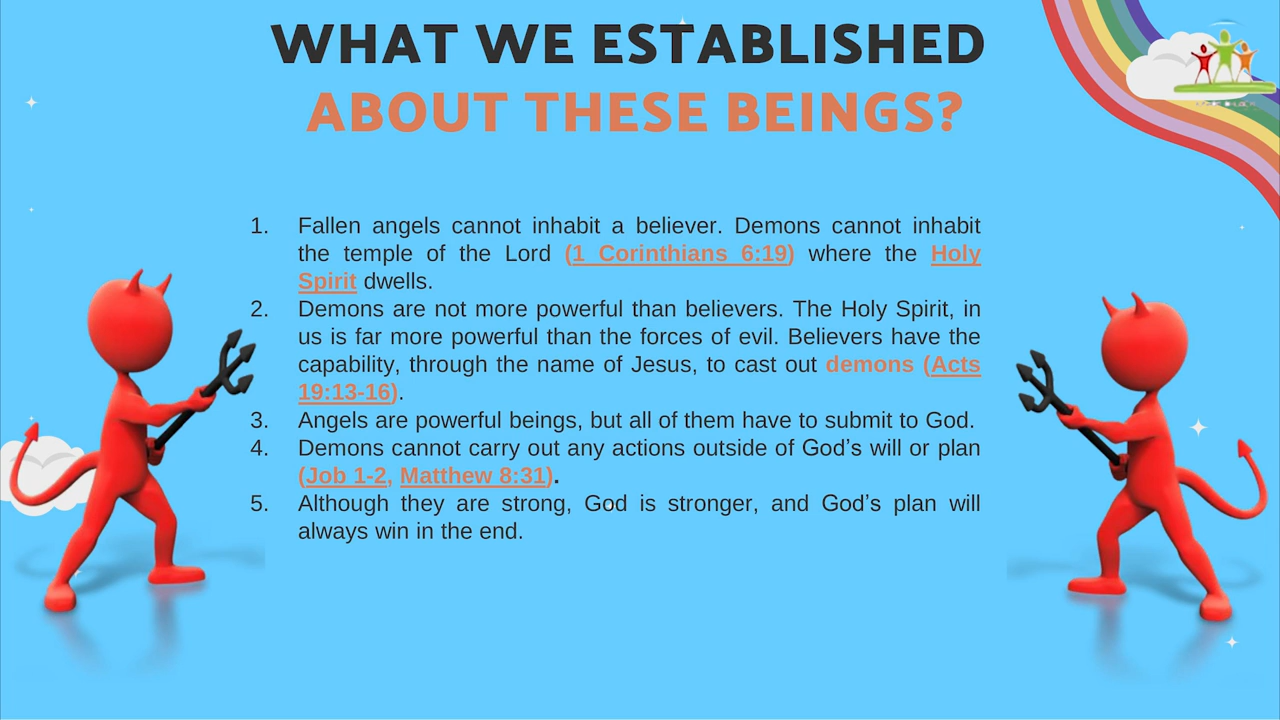 WHAT WE ESTABLISHED
ABOUT THESE BEINGS?
1. Fallen angels cannot inhabit a believer. Demons cannot inhabit
the temple of the Lord (1 Corinthians 6:19) where the Holy
Spirit dwells.
2. Demons are not more powerful than believers. The Holy Spirit, in
us is far more powerful than the forces of evil. Believers have the
capability, through the name of Jesus, to cast out demons (Acts
19:13-16).
3. Angels are powerful beings, but all of them have to submit to God.
4. Demons cannot carry out any actions outside of God’s will or plan
(Job 1-2, Matthew 8:31).
5. Although they are strong, God is stronger, and God’s plan will
always win in the end.